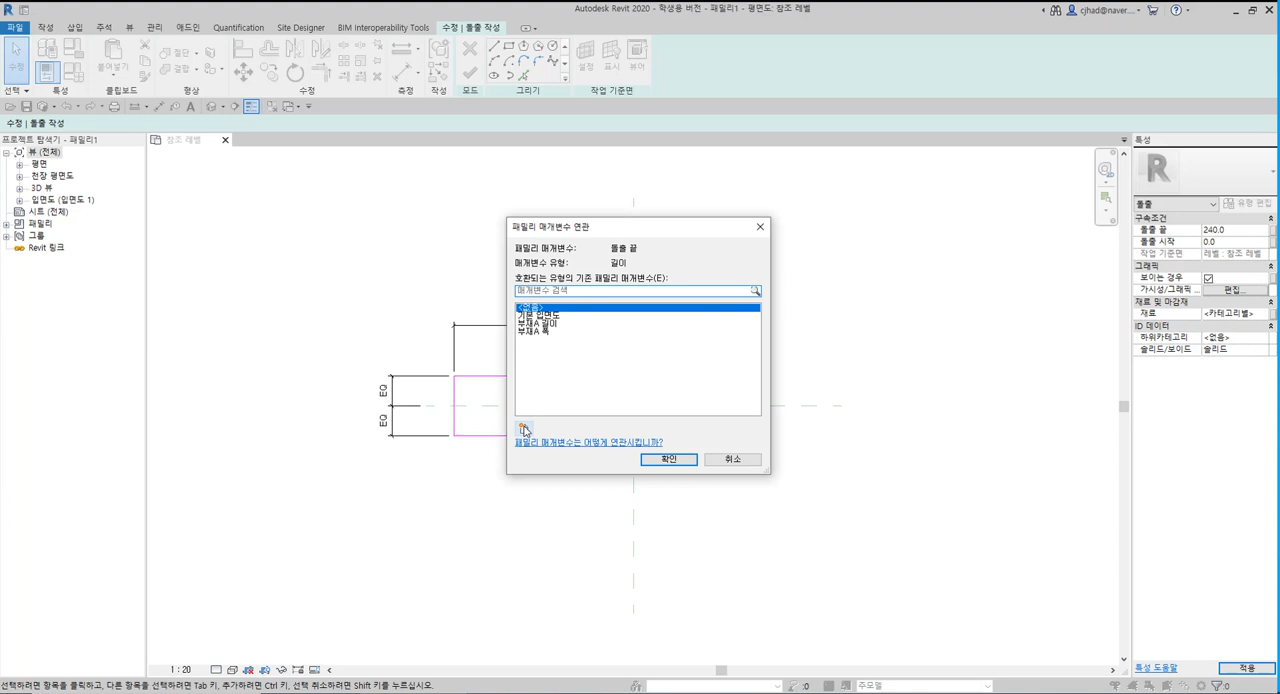 Autodesk Revit 2020 - 학생용 버전 - 패밀리1 - 평면도: 참조 레벨
cjhad@naver....
파일 작성 삽입 주석 뷰 관리 애드인 Quantification Site Designer BIM Interoperability Tools 수정 | 돌출 작성
수정 붙여넣기 절단 결합 설정 표시 뷰어
선택 특성 클립보드 형상 수정 측정 작성 모드 그리기 작업 기준면
수정 | 돌출 작성
프로젝트 탐색기 - 패밀리1
뷰 (전체)
평면
천장 평면도
3D 뷰
입면도 (입면도 1)
시트 (전체)
패밀리
그룹
Revit 링크
참조 레벨
EQ
EQ
패밀리 매개변수 연관
패밀리 매개변수: 돌출 끝
매개변수 유형: 길이
호환되는 유형의 기존 패밀리 매개변수(E):
매개변수 검색
<없음>
기본 입면도
부재A 길이
부재A 폭
패밀리 매개변수는 어떻게 연관시킵니까?
확인 취소
특성
돌출 유형 편집
구속조건
돌출 끝 240.0
돌출 시작 0.0
작업 기준면 레벨 : 참조 레벨
그래픽
보이는 경우
가시성/그래픽 ... 편집...
재료 및 마감재
재료 <카테고리별>
ID 데이터
하위카테고리 <없음>
솔리드/보이드 솔리드
특성 도움말 적용
1 : 20
선택하려면 항목을 클릭하고, 다른 항목을 선택하려면 Tab 키, 추가하려면 Ctrl 키, 선택 취소하려면 Shift 키를 누르십시오.
:0 주모델 :0